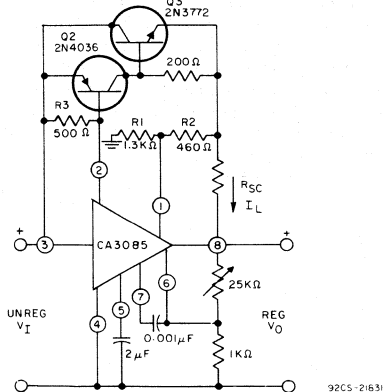 Q3
2N3772
Q2
2N4036
200Ω
R3
500Ω
R1
1.3KΩ
R2
460Ω
2
1
RSC
IL
+
3
CA3085
8
+
25KΩ
UNREG
VI
4
5
7
6
0.001μF
2μF
REG
VO
1KΩ
92CS-21631